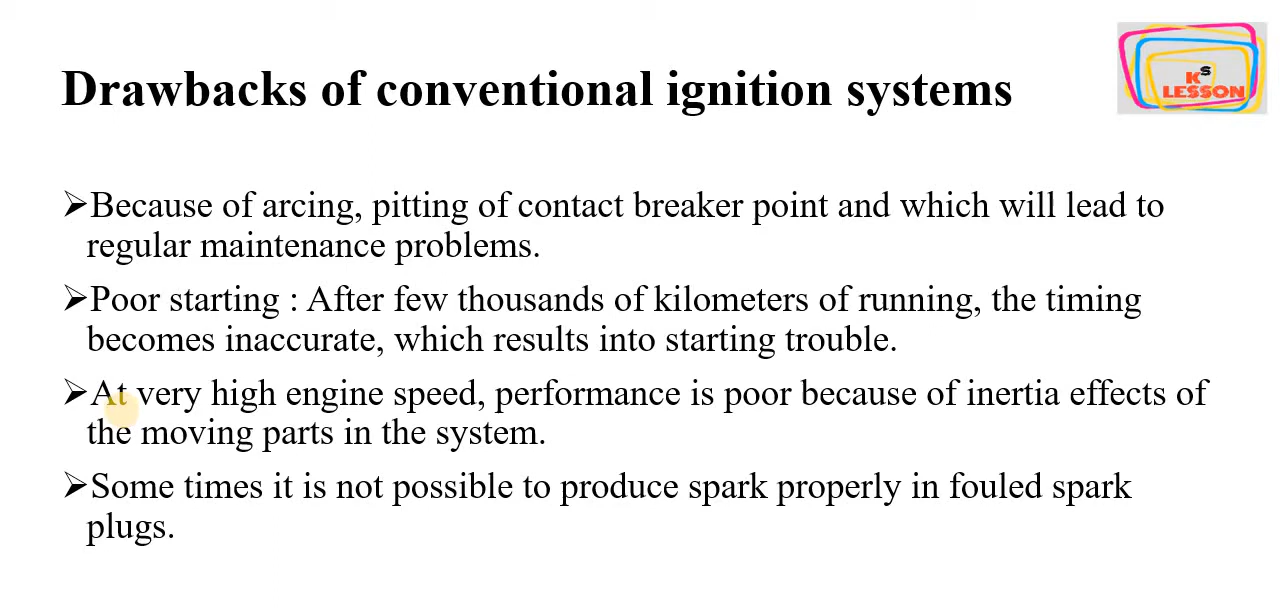 Drawbacks of conventional ignition systems
KS
LESSON
➢Because of arcing, pitting of contact breaker point and which will lead to
regular maintenance problems.
➢Poor starting : After few thousands of kilometers of running, the timing
becomes inaccurate, which results into starting trouble.
➢At very high engine speed, performance is poor because of inertia effects of
the moving parts in the system.
➢Some times it is not possible to produce spark properly in fouled spark
plugs.